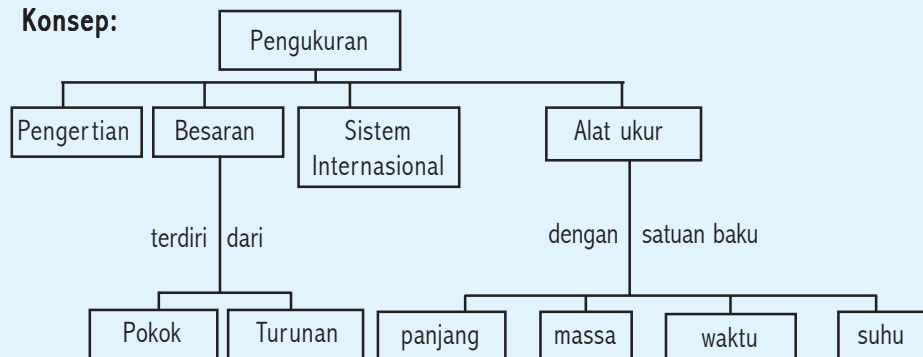 Konsep:
Pengukuran
Pengertian
Besaran
Sistem
Internasional
Alat ukur
terdiri dari
dengan satuan baku
Pokok
Turunan
panjang
massa
waktu
suhu